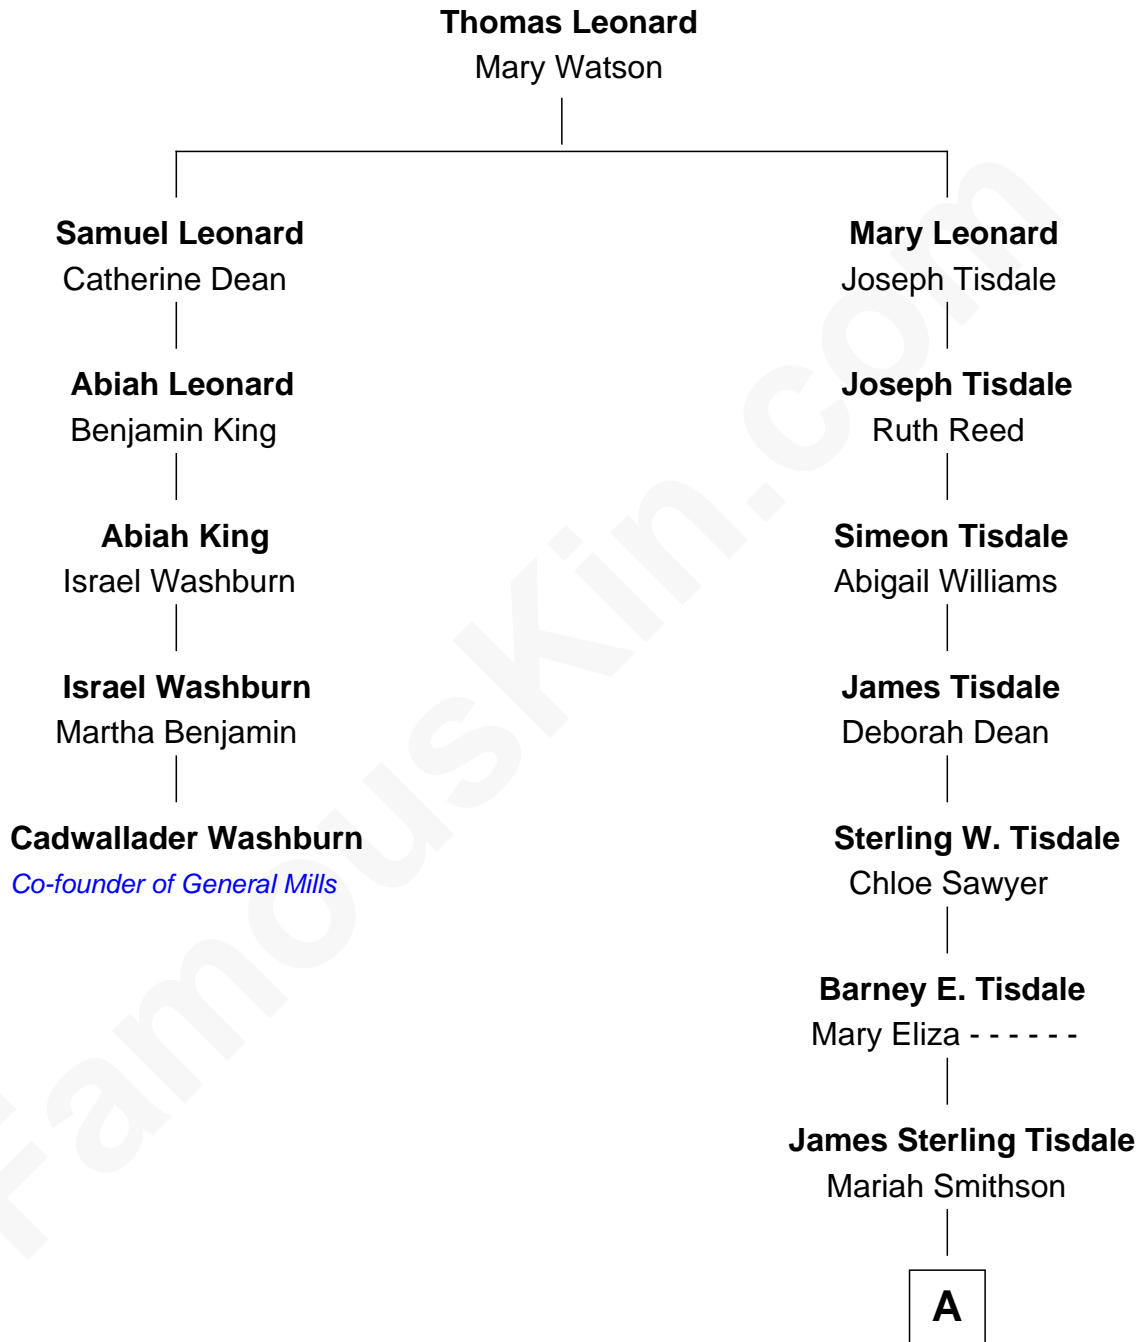 Thomas Leonard
Mary Watson
Samuel Leonard
Catherine Dean
Abiah Leonard
Benjamin King
Abiah King
Israel Washburn
Israel Washburn
Martha Benjamin
Cadwallader Washburn
Co-founder of General Mills
Mary Leonard
Joseph Tisdale
Joseph Tisdale
Ruth Reed
Simeon Tisdale
Abigail Williams
James Tisdale
Deborah Dean
Sterling W. Tisdale
Chloe Sawyer
Barney E. Tisdale
Mary Eliza - - - - - -
James Sterling Tisdale
Mariah Smithson
A
FamousKin.com